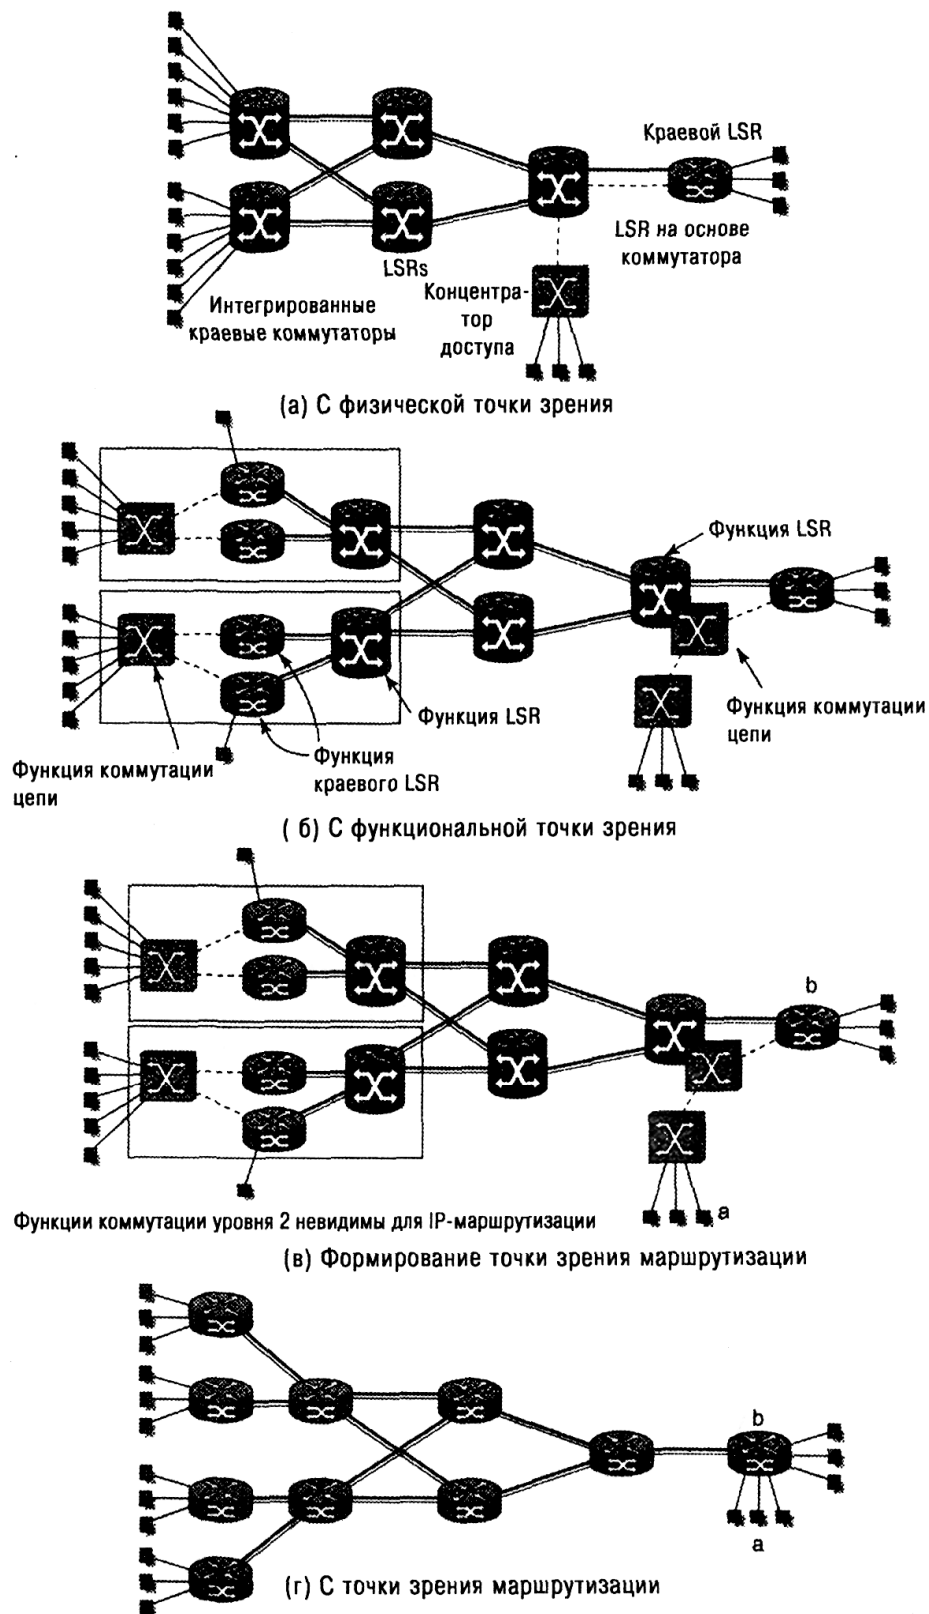 Краевой LSR
LSR на основе
коммутатора
LSRs
Интегрированные
краевые коммутаторы
Концентра-
тор
доступа
(а) С физической точки зрения
Функция LSR
Функция LSR
Функция коммутации
цепи
Функция
краевого LSR
Функция коммутации
цепи
( б) С функциональной точки зрения
b
a
Функции коммутации уровня 2 невидимы для IP-маршрутизации
(в) Формирование точки зрения маршрутизации
b
a
(г) С точки зрения маршрутизации